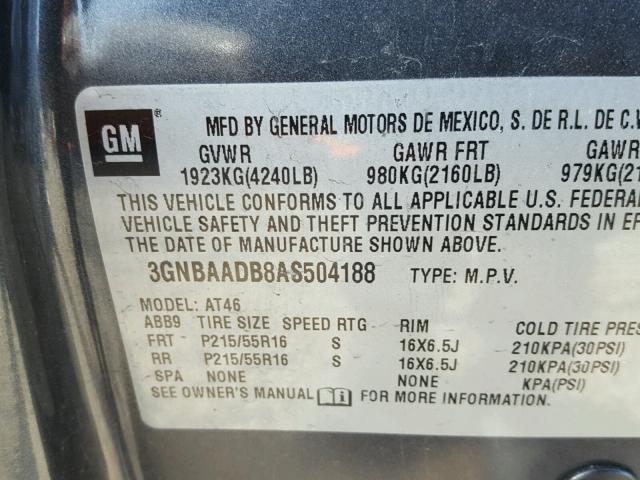 GM ® MFD BY GENERAL MOTORS DE MEXICO, S. DE R.L. DE C.V
GVWR GAWR FRT GAWR
1923KG(4240LB) 980KG(2160LB) 979KG(21
THIS VEHICLE CONFORMS TO ALL APPLICABLE U.S. FEDERAL
VEHICLE SAFETY AND THEFT PREVENTION STANDARDS IN EF
THE DATE OF MANUFACTURE SHOWN ABOVE.
3GNBAADB8AS504188 TYPE: M.P.V.
MODEL: AT46
ABB9 TIRE SIZE SPEED RTG RIM COLD TIRE PRES
FRT P215/55R16 S 16X6.5J 210KPA(30PSI)
RR P215/55R16 S 16X6.5J 210KPA(30PSI)
SPA NONE NONE KPA(PSI)
SEE OWNER'S MANUAL i FOR MORE INFORMATION.